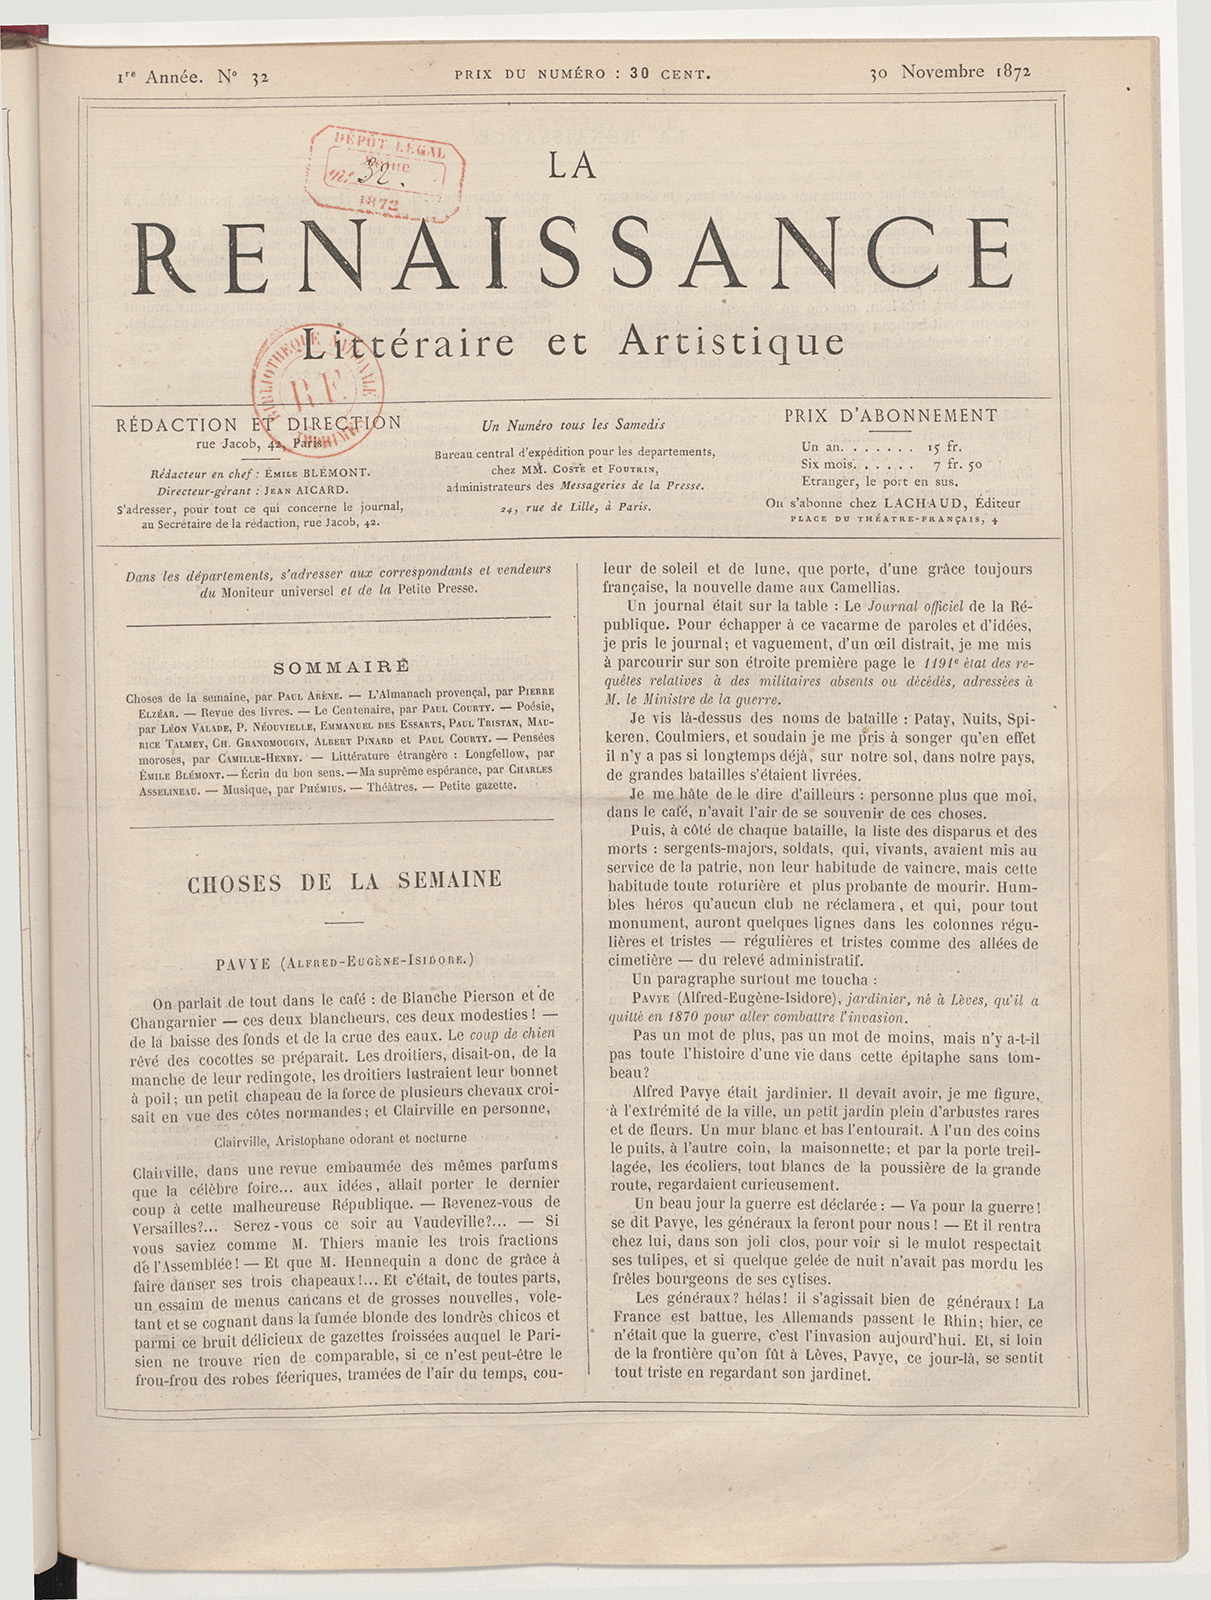 1re Année. No 32
PRIX DU NUMÉRO : 30 CENT.
30 Novembre 1872
DÉPÔT LÉGAL
Seine
No 32.
1872
LA
RENAISSANCE
Littéraire et Artistique
BIBLIOTHÈQUE NATIONALE
R F
IMPRIMÉS
RÉDACTION ET DIRECTION
rue Jacob, 42, Paris
Rédacteur en chef : ÉMILE BLÉMONT.
Directeur-gérant : JEAN AICARD.
S'adresser, pour tout ce qui concerne le journal,
au Secrétaire de la rédaction, rue Jacob, 42.
Un Numéro tous les Samedis
Bureau central d'expédition pour les departements,
chez MM. COSTE et FOUTRIN,
administrateurs des Messageries de la Presse.
24, rue de Lille, à Paris.
PRIX D'ABONNEMENT
Un an. . . . . . . . 15 fr.
Six mois. . . . . . 7 fr. 50
Etranger, le port en sus.
On s'abonne chez LACHAUD, Éditeur
PLACE DU THÉATRE-FRANÇAIS, 4
Dans les départements, s'adresser aux correspondants et vendeurs
du Moniteur universel et de la Petite Presse.
SOMMAIRE
Choses de la semaine, par PAUL ARÈNE. — L'Almanach provençal, par PIERRE
ELZÉAR. — Revue des livres. — Le Centenaire, par PAUL COURTY. — Poésie,
par LÉON VALADE, P. NÉOUVIELLE, EMMANUEL DES ESSARTS, PAUL TRISTAN, MAU-
RICE TALMEY, CH. GRANDMOUGIN, ALBERT PINARD et PAUL COURTY. — Pensées
moroses, par CAMILLE-HENRY. — Littérature étrangère : Longfellow, par
ÉMILE BLÉMONT. — Écrin du bon sens. — Ma suprême espérance, par CHARLES
ASSELINEAU. — Musique, par PHÉMIUS. — Théâtres. — Petite gazette.
CHOSES DE LA SEMAINE
PAVYE (ALFRED-EUGÈNE-ISIDORE.)
On parlait de tout dans le café : de Blanche Pierson et de
Changarnier — ces deux blancheurs, ces deux modesties ! —
de la baisse des fonds et de la crue des eaux. Le coup de chien
rêvé des cocottes se préparait. Les droitiers, disait-on, de la
manche de leur redingote, les droitiers lustraient leur bonnet
à poil ; un petit chapeau de la force de plusieurs chevaux croi-
sait en vue des côtes normandes ; et Clairville en personne,
Clairville, Aristophane odorant et nocturne
Clairville, dans une revue embaumée des mêmes parfums
que la célèbre foire... aux idées, allait porter le dernier
coup à cette malheureuse République. — Revenez-vous de
Versailles?... Serez-vous ce soir au Vaudeville?... — Si
vous saviez comme M. Thiers manie les trois fractions
de l'Assemblée ! — Et que M. Hennequin a donc de grâce à
faire danser ses trois chapeaux !... Et c'était, de toutes parts,
un essaim de menus cancans et de grosses nouvelles, vole-
tant et se cognant dans la fumée blonde des londrès chicos et
parmi ce bruit délicieux de gazettes froissées auquel le Pari-
sien ne trouve rien de comparable, si ce n'est peut-être le
frou-frou des robes féeriques, tramées de l'air du temps, cou-
leur de soleil et de lune, que porte, d'une grâce toujours
française, la nouvelle dame aux Camellias.
Un journal était sur la table : Le Journal officiel de la Ré-
publique. Pour échapper à ce vacarme de paroles et d'idées,
je pris le journal ; et vaguement, d'un œil distrait, je me mis
à parcourir sur son étroite première page le 1191e état des re-
quêtes relatives à des militaires absents ou décédés, adressées à
M. le Ministre de la guerre.
Je vis là-dessus des noms de bataille : Patay, Nuits, Spi-
keren, Coulmiers, et soudain je me pris à songer qu'en effet
il n'y a pas si longtemps déjà, sur notre sol, dans notre pays,
de grandes batailles s'étaient livrées.
Je me hâte de le dire d'ailleurs : personne plus que moi,
dans le café, n'avait l'air de se souvenir de ces choses.
Puis, à côté de chaque bataille, la liste des disparus et des
morts : sergents-majors, soldats, qui, vivants, avaient mis au
service de la patrie, non leur habitude de vaincre, mais cette
habitude toute roturière et plus probante de mourir. Hum-
bles héros qu'aucun club ne réclamera, et qui, pour tout
monument, auront quelques lignes dans les colonnes régu-
lières et tristes — régulières et tristes comme des allées de
cimetière — du relevé administratif.
Un paragraphe surtout me toucha :
PAVYE (Alfred-Eugène-Isidore), jardinier, né à Lèves, qu'il a
quitté en 1870 pour aller combattre l'invasion.
Pas un mot de plus, pas un mot de moins, mais n'y a-t-il
pas toute l'histoire d'une vie dans cette épitaphe sans tom-
beau ?
Alfred Pavye était jardinier. Il devait avoir, je me figure,
à l'extrémité de la ville, un petit jardin plein d'arbustes rares
et de fleurs. Un mur blanc et bas l'entourait. A l'un des coins
le puits, à l'autre coin, la maisonnette ; et par la porte treil-
lagée, les écoliers, tout blancs de la poussière de la grande
route, regardaient curieusement.
Un beau jour la guerre est déclarée : — Va pour la guerre !
se dit Pavye, les généraux la feront pour nous ! — Et il rentra
chez lui, dans son joli clos, pour voir si le mulot respectait
ses tulipes, et si quelque gelée de nuit n'avait pas mordu les
frêles bourgeons de ses cytises.
Les généraux ? hélas ! il s'agissait bien de généraux ! La
France est battue, les Allemands passent le Rhin ; hier, ce
n'était que la guerre, c'est l'invasion aujourd'hui. Et, si loin
de la frontière qu'on fût à Lèves, Pavye, ce jour-là, se sentit
tout triste en regardant son jardinet.